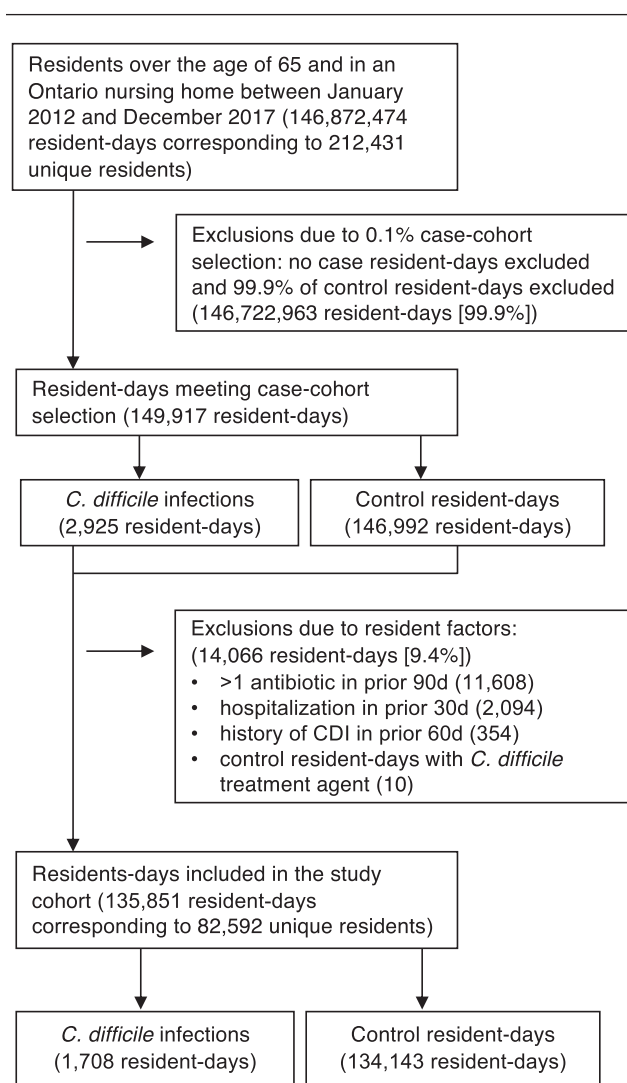 Residents over the age of 65 and in an
Ontario nursing home between January
2012 and December 2017 (146,872,474
resident-days corresponding to 212,431
unique residents)
Exclusions due to 0.1% case-cohort
selection: no case resident-days excluded
and 99.9% of control resident-days excluded
(146,722,963 resident-days [99.9%])
Resident-days meeting case-cohort
selection (149,917 resident-days)
C. difficile infections
(2,925 resident-days)
Control resident-days
(146,992 resident-days)
Exclusions due to resident factors:
(14,066 resident-days [9.4%])
• >1 antibiotic in prior 90d (11,608)
• hospitalization in prior 30d (2,094)
• history of CDI in prior 60d (354)
• control resident-days with C. difficile
treatment agent (10)
Residents-days included in the study
cohort (135,851 resident-days
corresponding to 82,592 unique residents)
C. difficile infections
(1,708 resident-days)
Control resident-days
(134,143 resident-days)